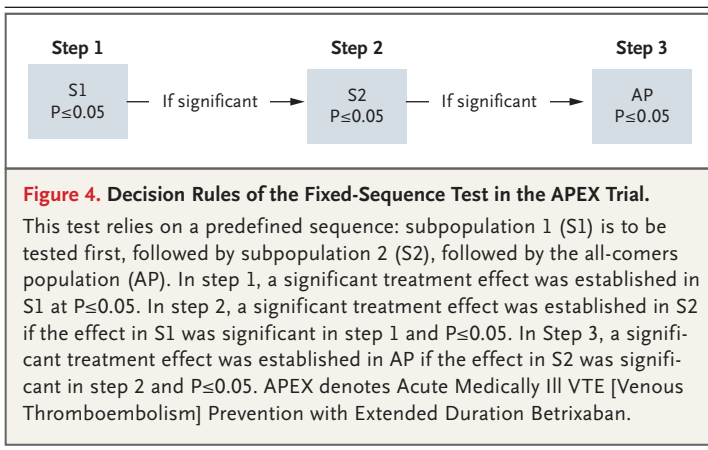 Step 1 Step 2 Step 3
S1 P≤0.05 If significant S2 P≤0.05 If significant AP P≤0.05
Figure 4. Decision Rules of the Fixed-Sequence Test in the APEX Trial.
This test relies on a predefined sequence: subpopulation 1 (S1) is to be
tested first, followed by subpopulation 2 (S2), followed by the all-comers
population (AP). In step 1, a significant treatment effect was established in
S1 at P≤0.05. In step 2, a significant treatment effect was established in S2
if the effect in S1 was significant in step 1 and P≤0.05. In Step 3, a signifi-
cant treatment effect was established in AP if the effect in S2 was signifi-
cant in step 2 and P≤0.05. APEX denotes Acute Medically Ill VTE [Venous
Thromboembolism] Prevention with Extended Duration Betrixaban.